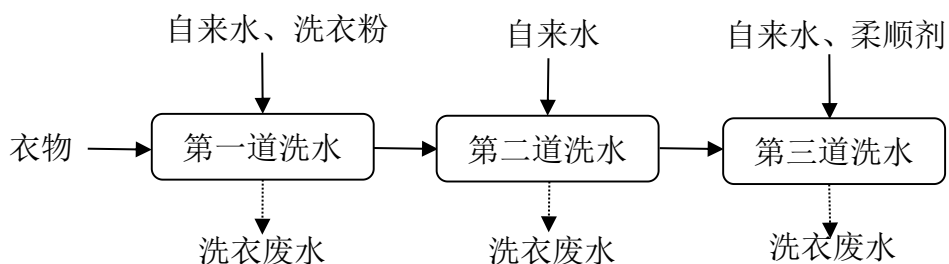 自来水、洗衣粉
自来水
自来水、柔顺剂
衣物
第一道洗水
第二道洗水
第三道洗水
洗衣废水
洗衣废水
洗衣废水